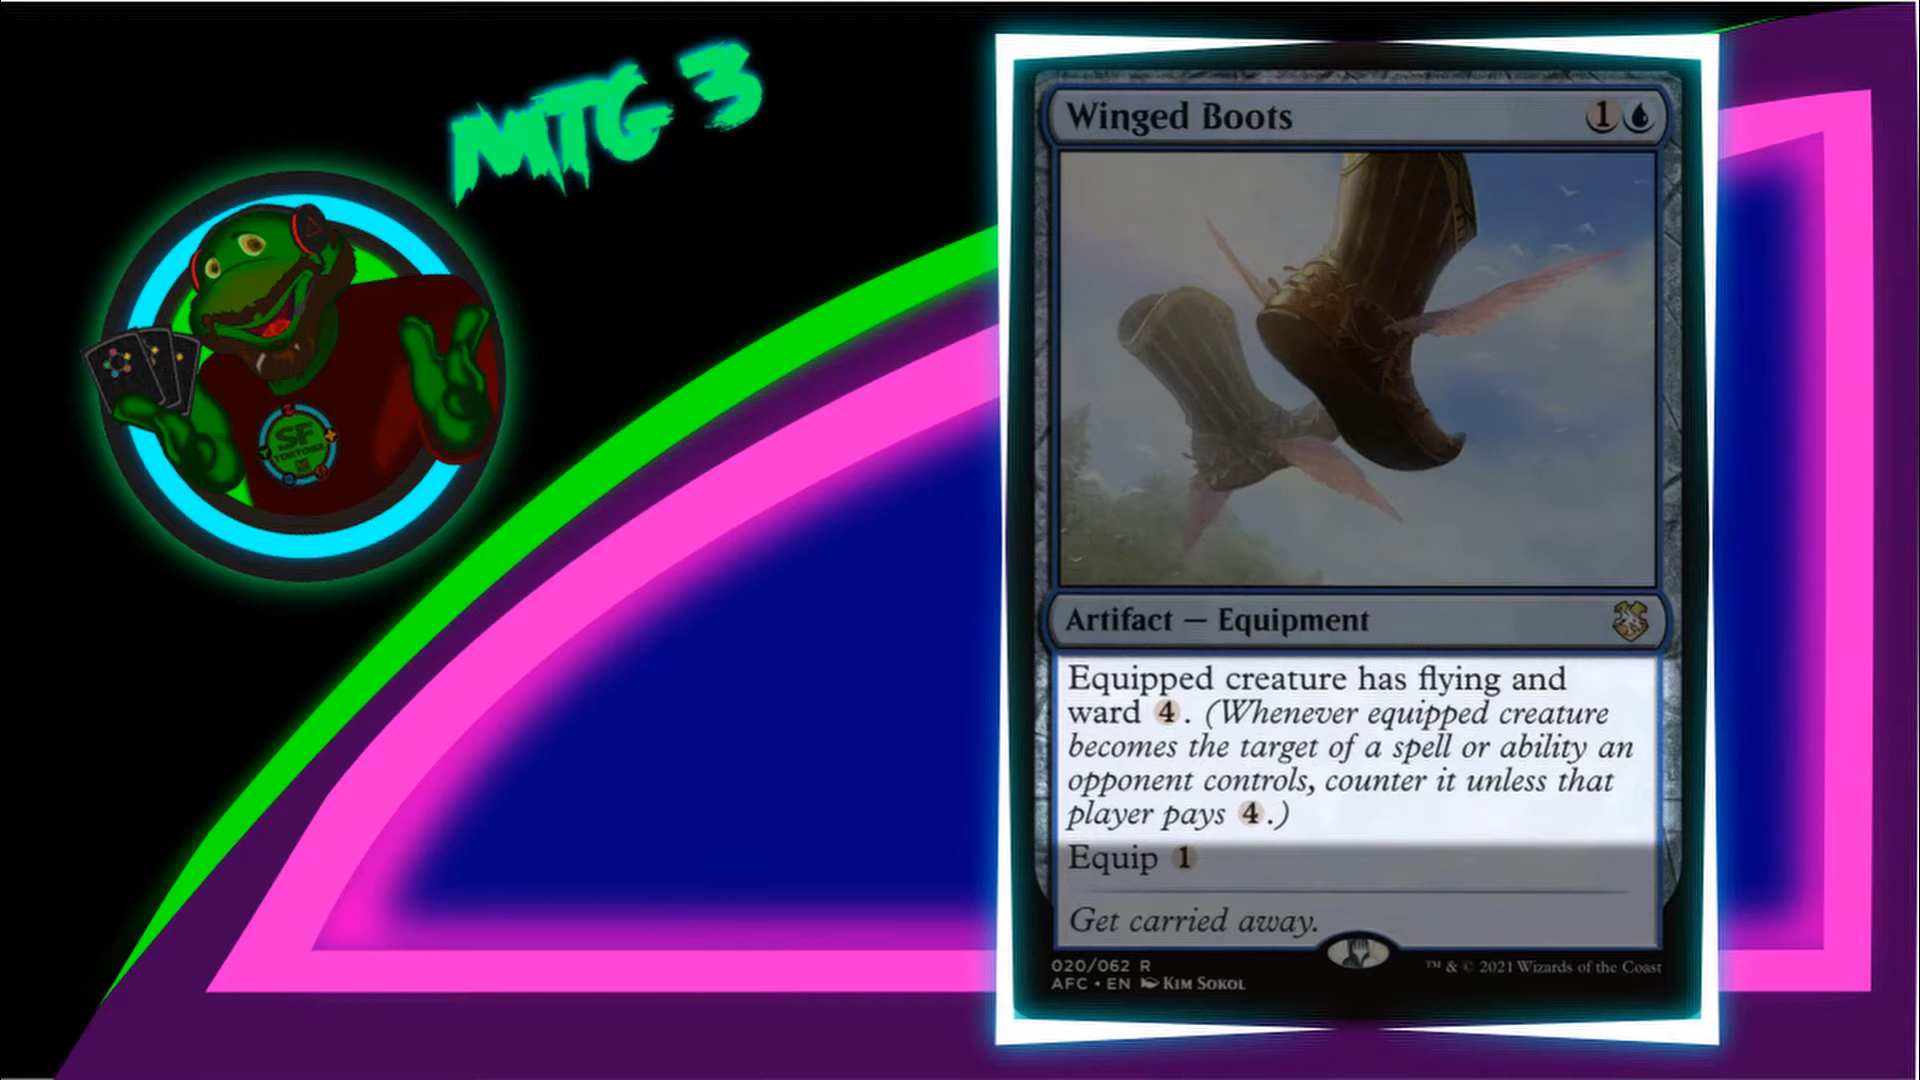 MTG 3
SF
TORTOISE
Winged Boots 1
Artifact — Equipment
Equipped creature has flying and
ward 4. (Whenever equipped creature
becomes the target of a spell or ability an
opponent controls, counter it unless that
player pays 4.)
Equip 1
Get carried away.
020/062 R
AFC • EN KIM SOKOL
™ & © 2021 Wizards of the Coast